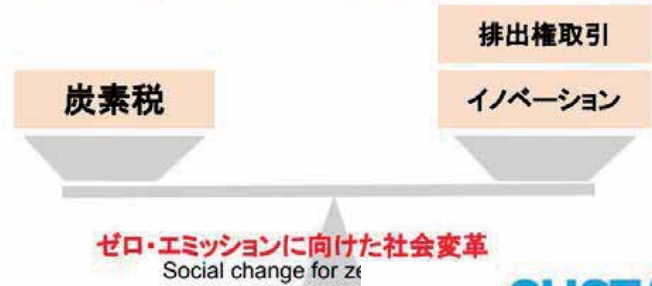 排出権取引
炭素税
イノベーション
ゼロ・エミッションに向けた社会変革
Social change for